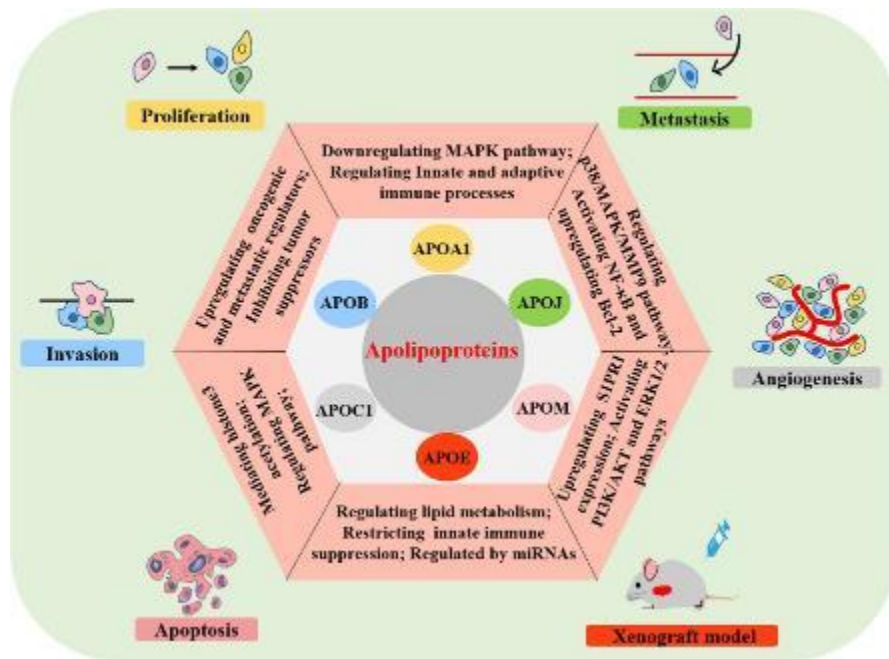 Proliferation
Metastasis
Downregulating MAPK pathway;
Regulating Innate and adaptive
immune processes
Upregulating oncogenic
and metastatic regulators;
Inhibiting tumor
suppressors
Regulating
p38/MAPK/MMP9 pathway;
Activating NF-κB and
upregulating Bcl-2
APOA1
APOB
APOJ
Invasion
Apolipoproteins
Angiogenesis
APOC1
APOM
APOE
Mediating histone3
acetylation;
Regulating MAPK
pathway;
Upregulating S1PR1
expression; Activating
PI3K/AKT and ERK1/2
pathways
Regulating lipid metabolism;
Restricting innate immune
suppression; Regulated by miRNAs
Apoptosis
Xenograft model